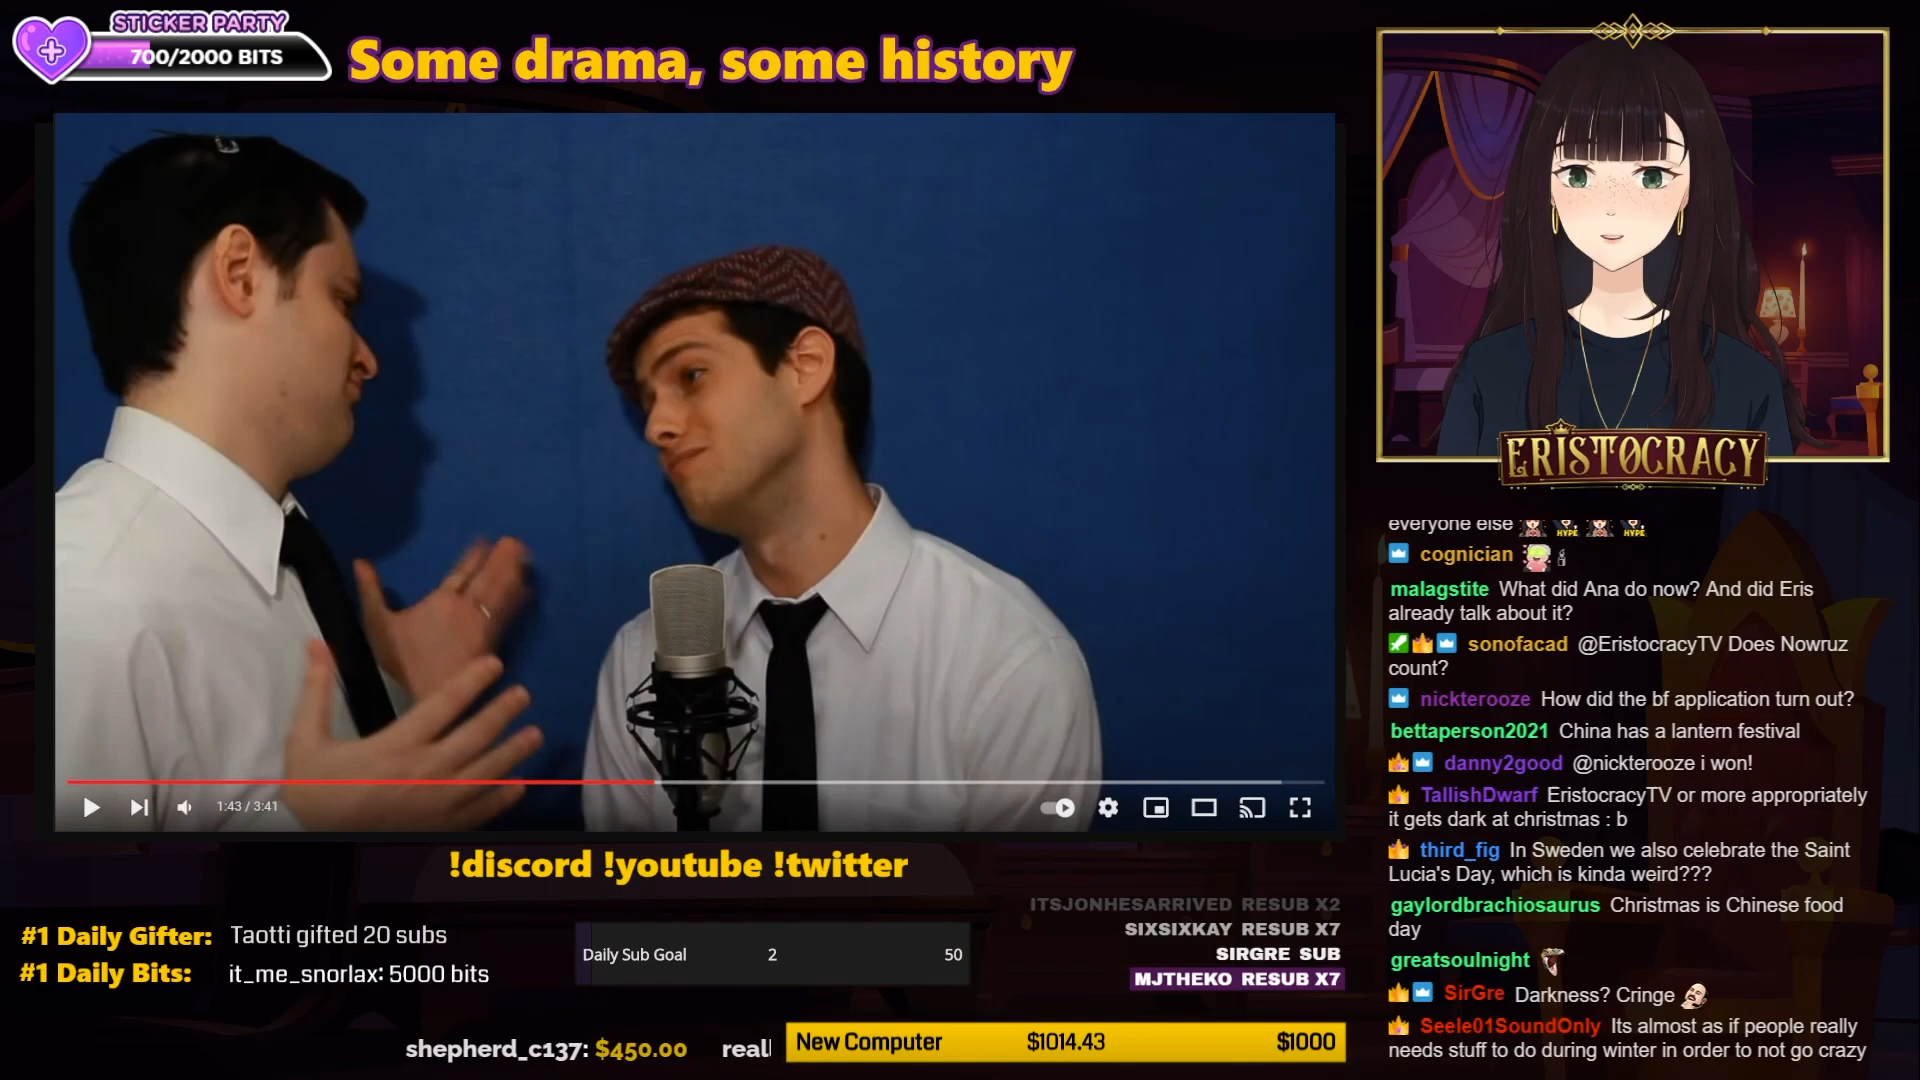 STICKER PARTY
700/2000 BITS
Some drama, some history
1:43 / 3:41
!discord !youtube !twitter
#1 Daily Gifter: Taotti gifted 20 subs
#1 Daily Bits: it_me_snorlax: 5000 bits
Daily Sub Goal 2 50
ITSJONHESARRIVED RESUB X2
SIXSIXKAY RESUB X7
SIRGRE SUB
MJTHEKO RESUB X7
shepherd_c137: $450.00 reall
New Computer $1014.43 $1000
ERISTOCRACY
everyone else HYPE HYPE
cognician
malagstite What did Ana do now? And did Eris
already talk about it?
sonofacad @EristocracyTV Does Nowruz
count?
nickterooze How did the bf application turn out?
bettaperson2021 China has a lantern festival
danny2good @nickterooze i won!
TallishDwarf EristocracyTV or more appropriately
it gets dark at christmas : b
third_fig In Sweden we also celebrate the Saint
Lucia's Day, which is kinda weird???
gaylordbrachiosaurus Christmas is Chinese food
day
greatsoulnight
SirGre Darkness? Cringe
Seele01SoundOnly Its almost as if people really
needs stuff to do during winter in order to not go crazy